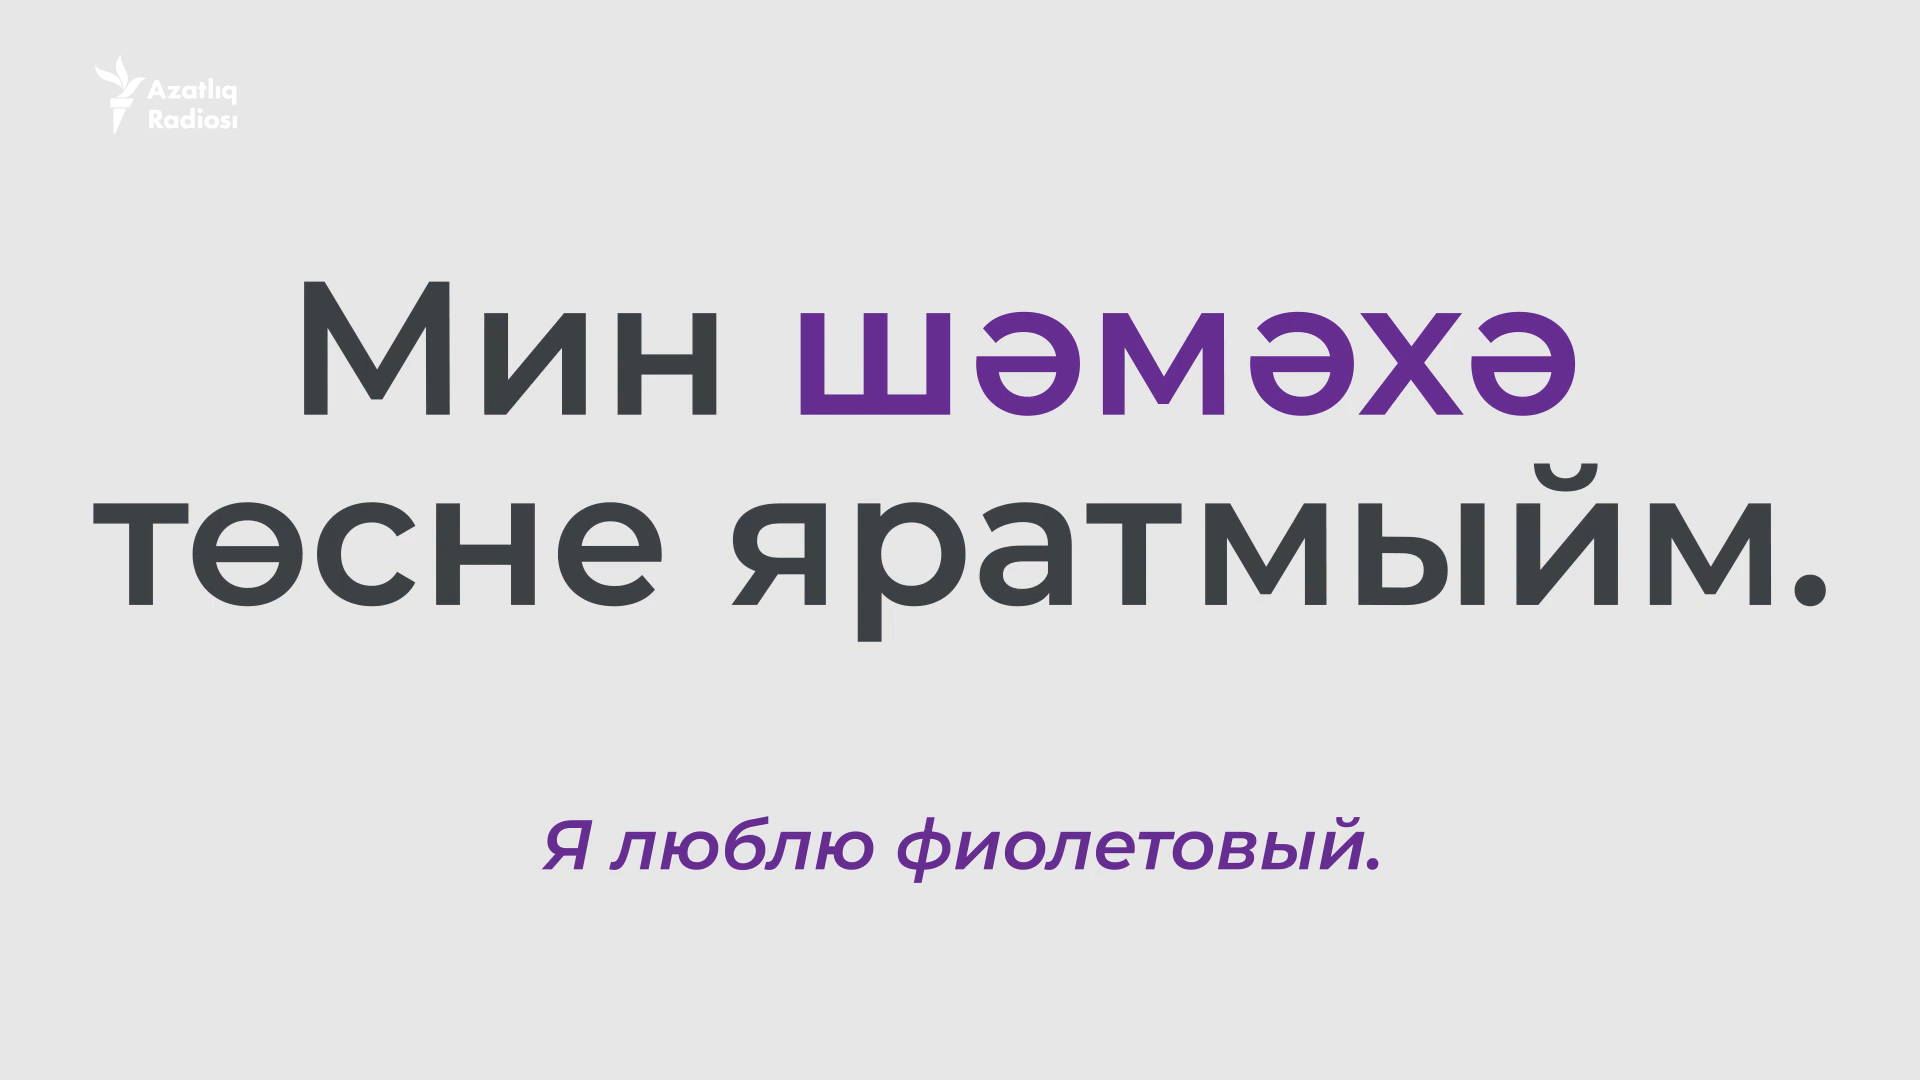 Azatlıq
Radiosı
Мин шәмәхә
төсне яратмыйм.
Я люблю фиолетовый.